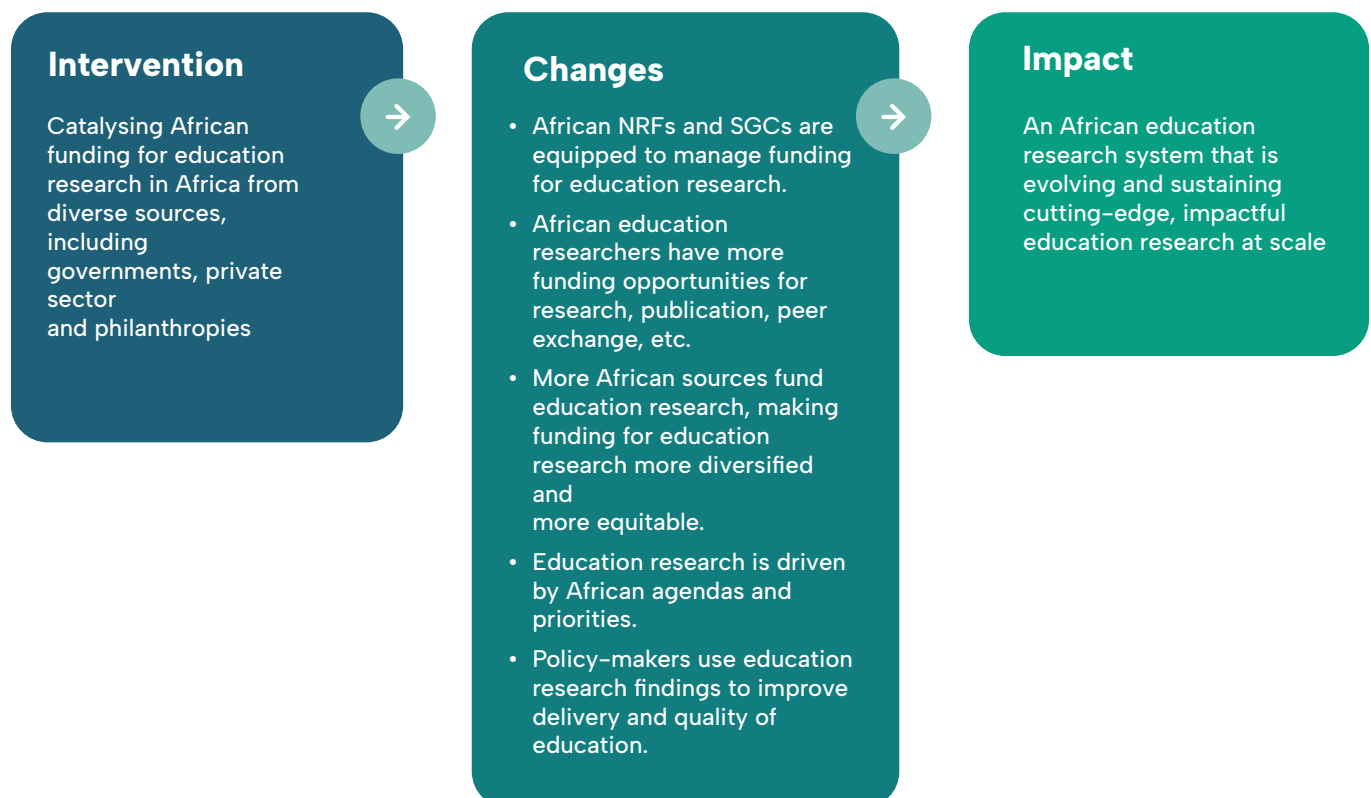 Intervention
Catalysing African
funding for education
research in Africa from
diverse sources,
including
governments, private
sector
and philanthropies
Changes
• African NRFs and SGCs are
equipped to manage funding
for education research.
• African education
researchers have more
funding opportunities for
research, publication, peer
exchange, etc.
• More African sources fund
education research, making
funding for education
research more diversified
and
more equitable.
• Education research is driven
by African agendas and
priorities.
• Policy-makers use education
research findings to improve
delivery and quality of
education.
Impact
An African education
research system that is
evolving and sustaining
cutting-edge, impactful
education research at scale